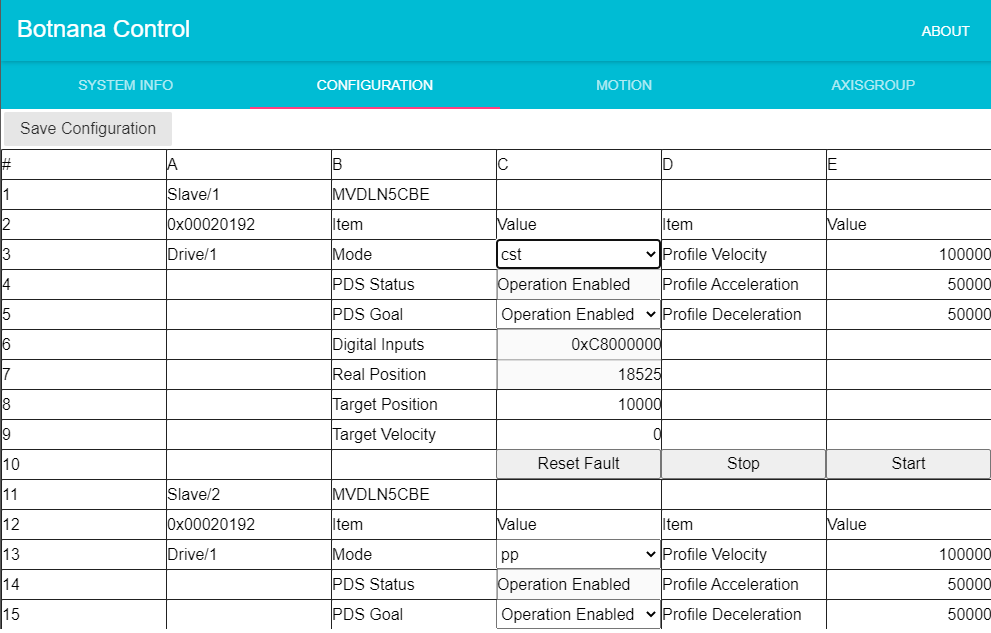 Botnana Control
ABOUT
SYSTEM INFO CONFIGURATION MOTION AXISGROUP
Save Configuration
# A B C D E
1 Slave/1 MVDLN5CBE
2 0x00020192 Item Value Item Value
3 Drive/1 Mode cst Profile Velocity 100000
4 PDS Status Operation Enabled Profile Acceleration 50000
5 PDS Goal Operation Enabled Profile Deceleration 50000
6 Digital Inputs 0xC8000000
7 Real Position 18525
8 Target Position 10000
9 Target Velocity 0
10 Reset Fault Stop Start
11 Slave/2 MVDLN5CBE
12 0x00020192 Item Value Item Value
13 Drive/1 Mode pp Profile Velocity 100000
14 PDS Status Operation Enabled Profile Acceleration 50000
15 PDS Goal Operation Enabled Profile Deceleration 50000